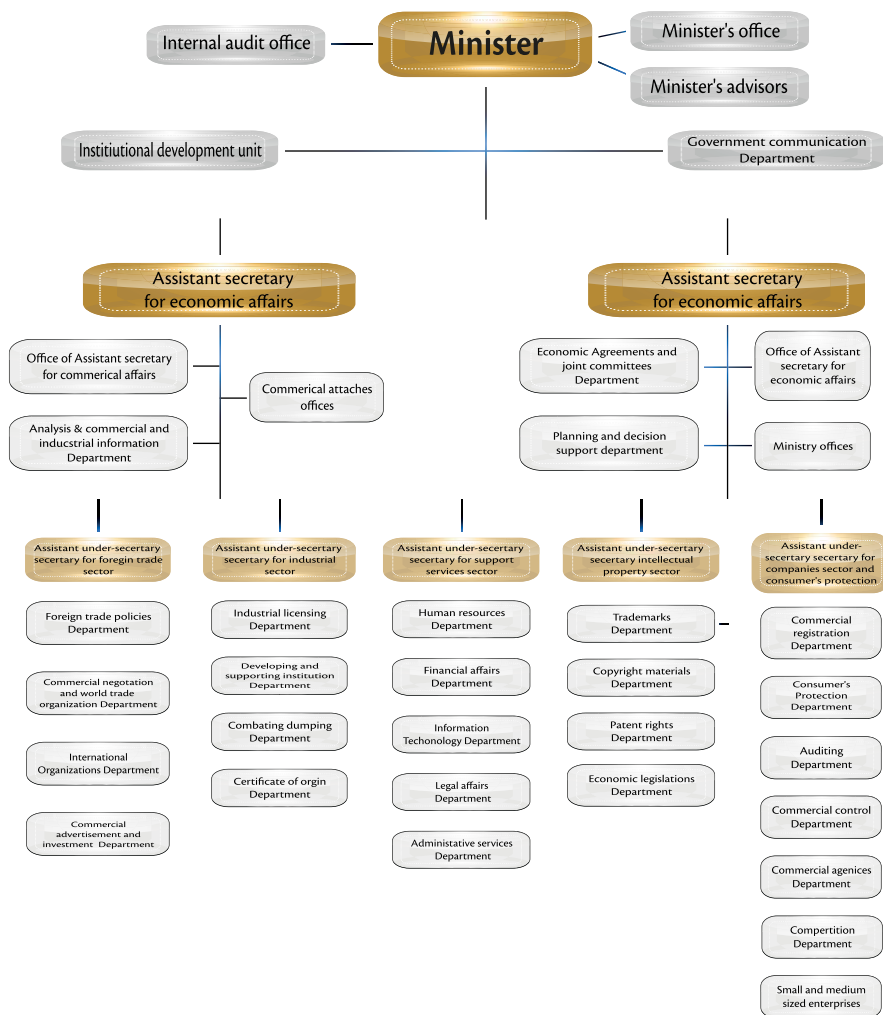 Internal audit office
Minister
Minister's office
Minister's advisors
Institiutional development unit
Government communication
Department
Assistant secretary
for economic affairs
Assistant secretary
for economic affairs
Office of Assistant secretary
for commerical affairs
Commerical attaches
offices
Analysis & commercial and
inducstrial information
Department
Economic Agreements and
joint committees
Department
Office of Assistant
secretary for
economic affairs
Planning and decision
support department
Ministry offices
Assistant under-secertary
secertary for foregin trade
sector
Foreign trade policies
Department
Commercial negotation
and world trade
organization Department
International
Organizations Department
Commercial
advertisement and
investment Department
Assistant under-secertary
secretary for industrial
sector
Industrial licensing
Department
Developing and
supporting institution
Department
Combating dumping
Department
Certificate of orgin
Department
Assistant under-secertary
secretary for support
services sector
Human resources
Department
Financial affairs
Department
Information
Techonology Department
Legal affairs
Department
Administative services
Department
Assistant under-secertary
secertary intellectual
property sector
Trademarks
Department
Copyright materials
Department
Patent rights
Department
Economic legislations
Department
Assistant under-
secertary sectary for
companies sector and
consumer's protection
Commercial
registration
Department
Consumer's
Protection
Department
Auditing
Department
Commercial control
Department
Commercial agenices
Department
Compertition
Department
Small and medium
sized enterprises